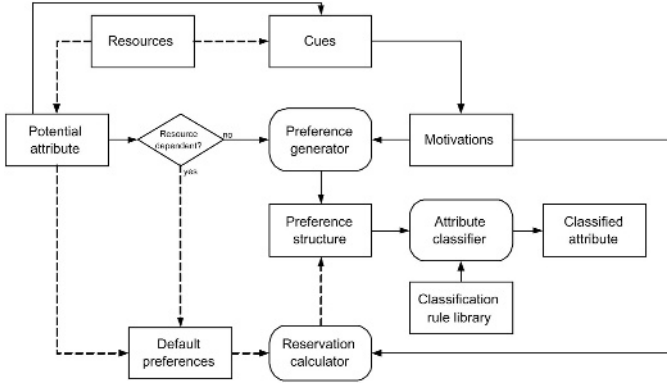 Resources
Cues
Potential
attribute
Resource
dependent?
no
yes
Preference
generator
Motivations
Preference
structure
Attribute
classifier
Classified
attribute
Classification
rule library
Default
preferences
Reservation
calculator